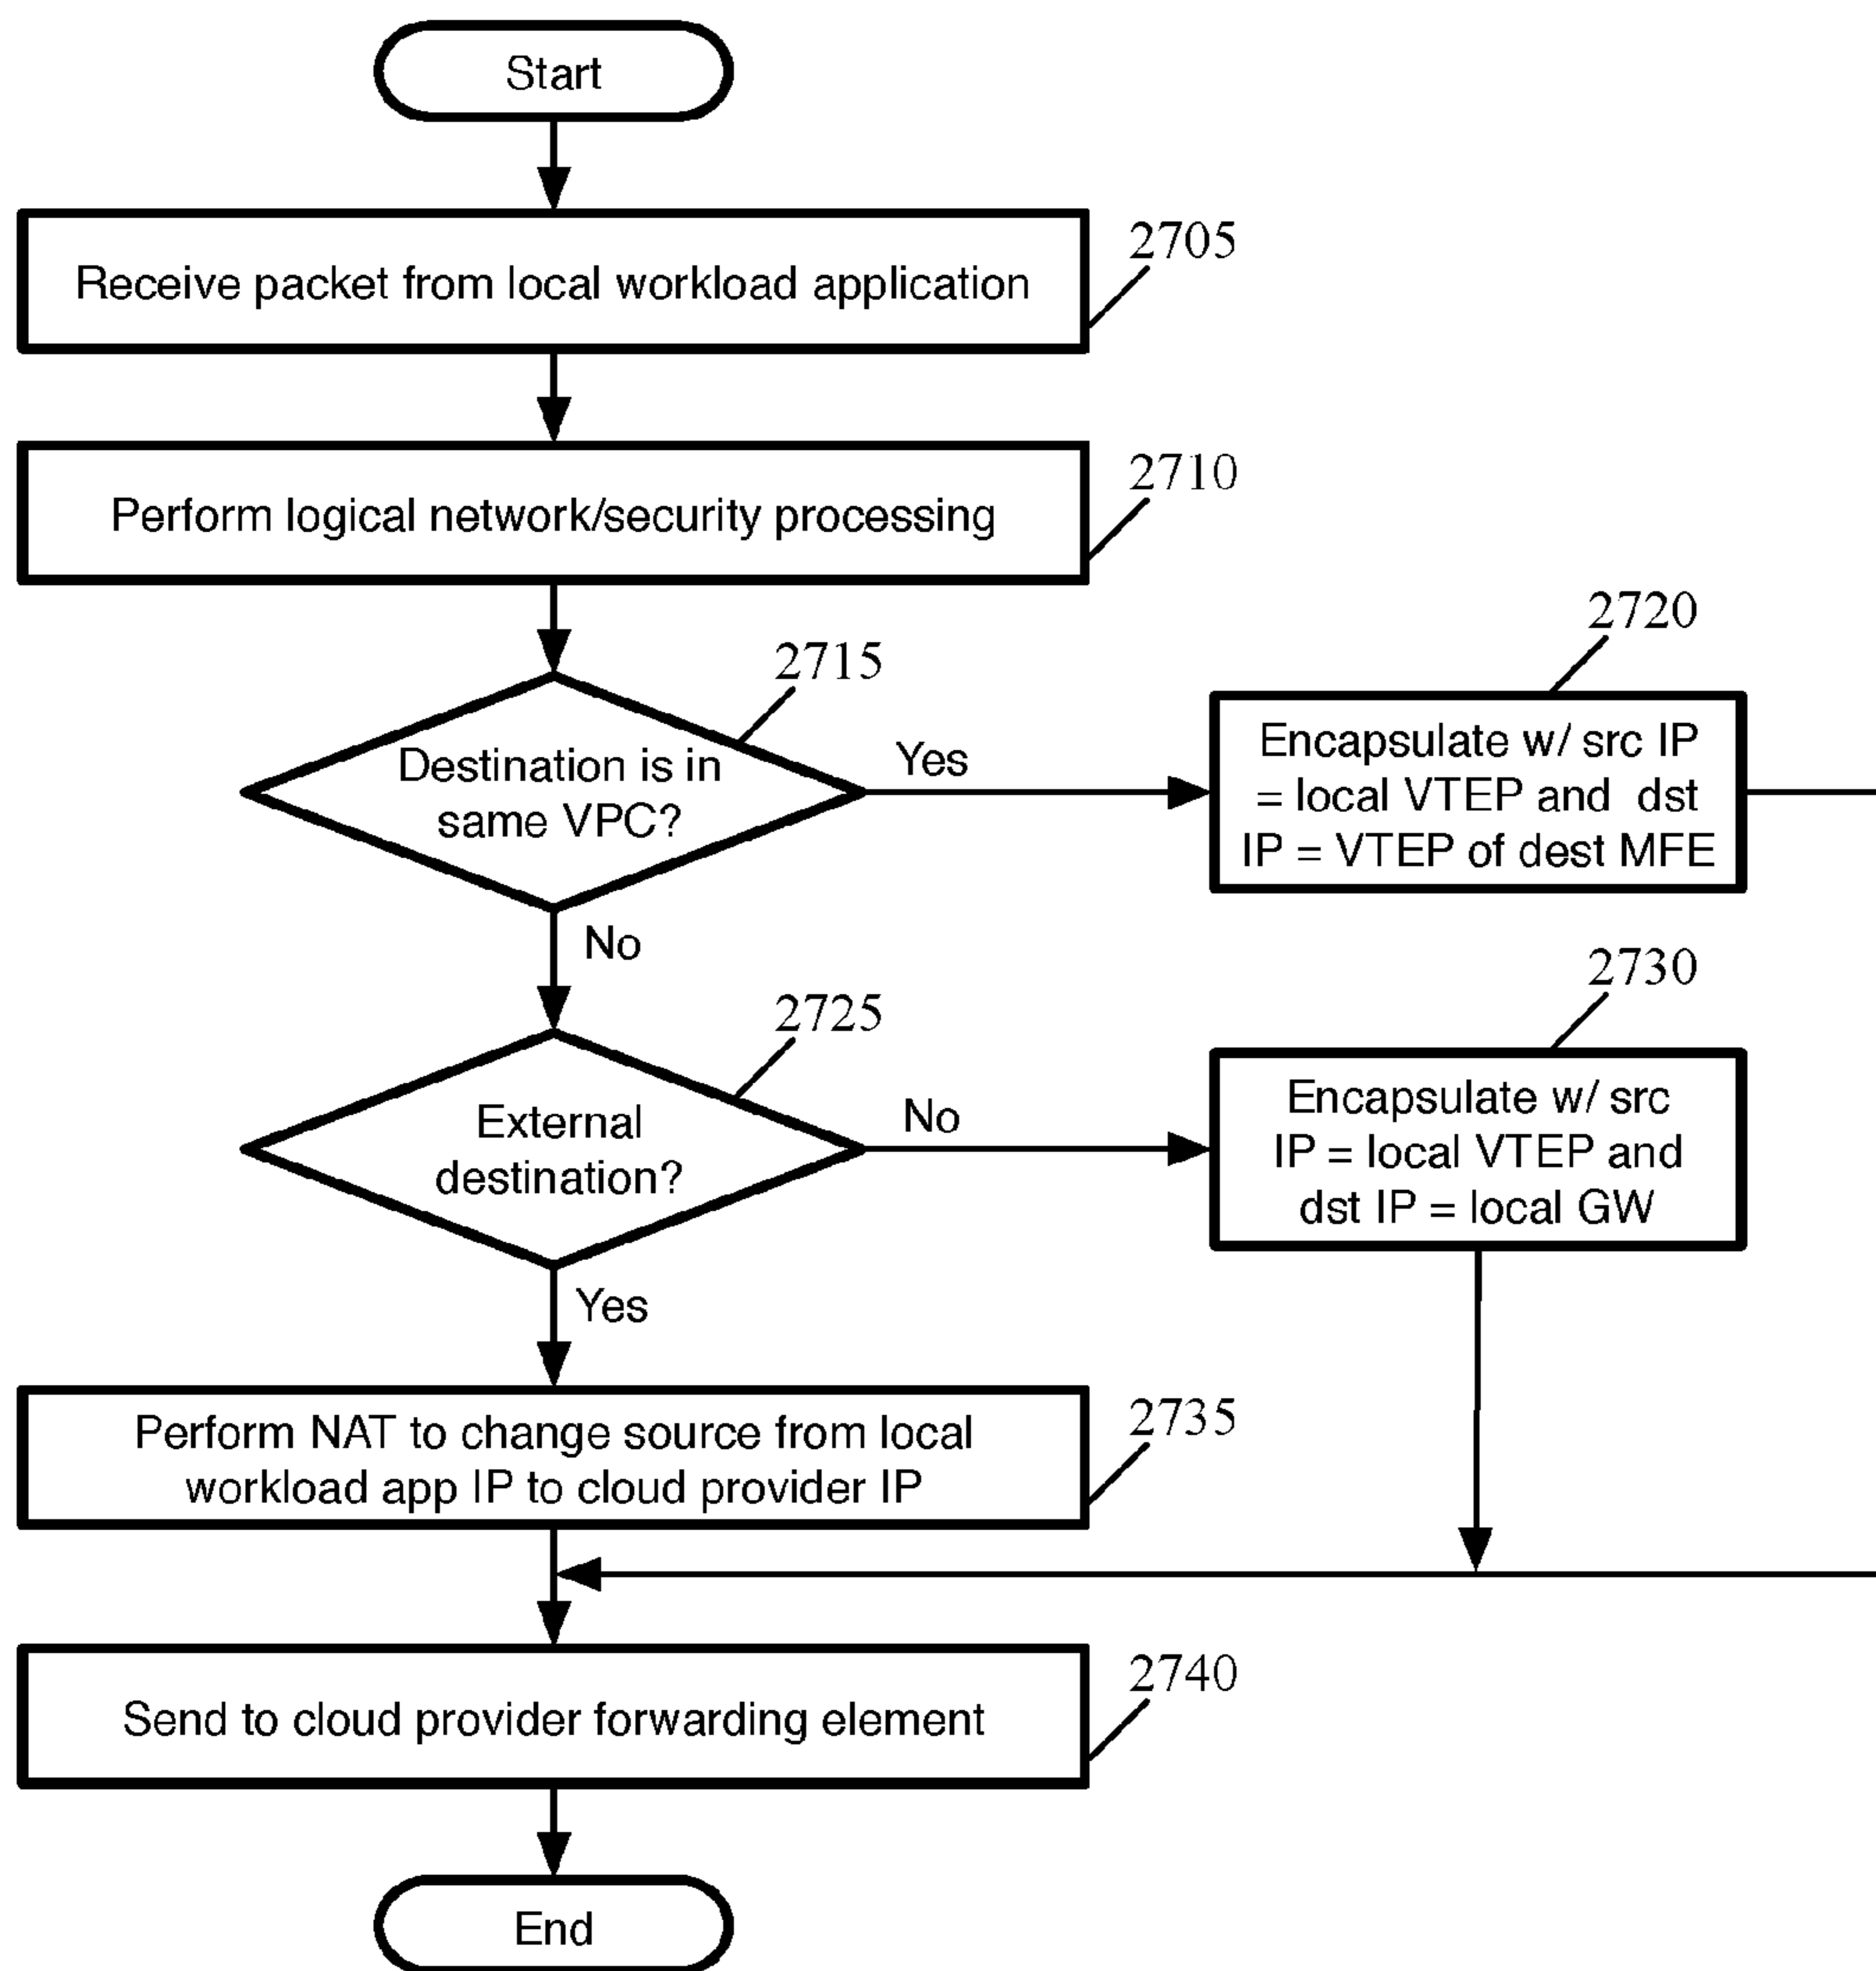 Start
2705
Receive packet from local workload application
2710
Perform logical network/security processing
2715
Destination is in
same VPC?
Yes
2720
Encapsulate w/ src IP
= local VTEP and dst
IP = VTEP of dest MFE
No
2725
External
destination?
No
2730
Encapsulate w/ src
IP = local VTEP and
dst IP = local GW
Yes
2735
Perform NAT to change source from local
workload app IP to cloud provider IP
2740
Send to cloud provider forwarding element
End